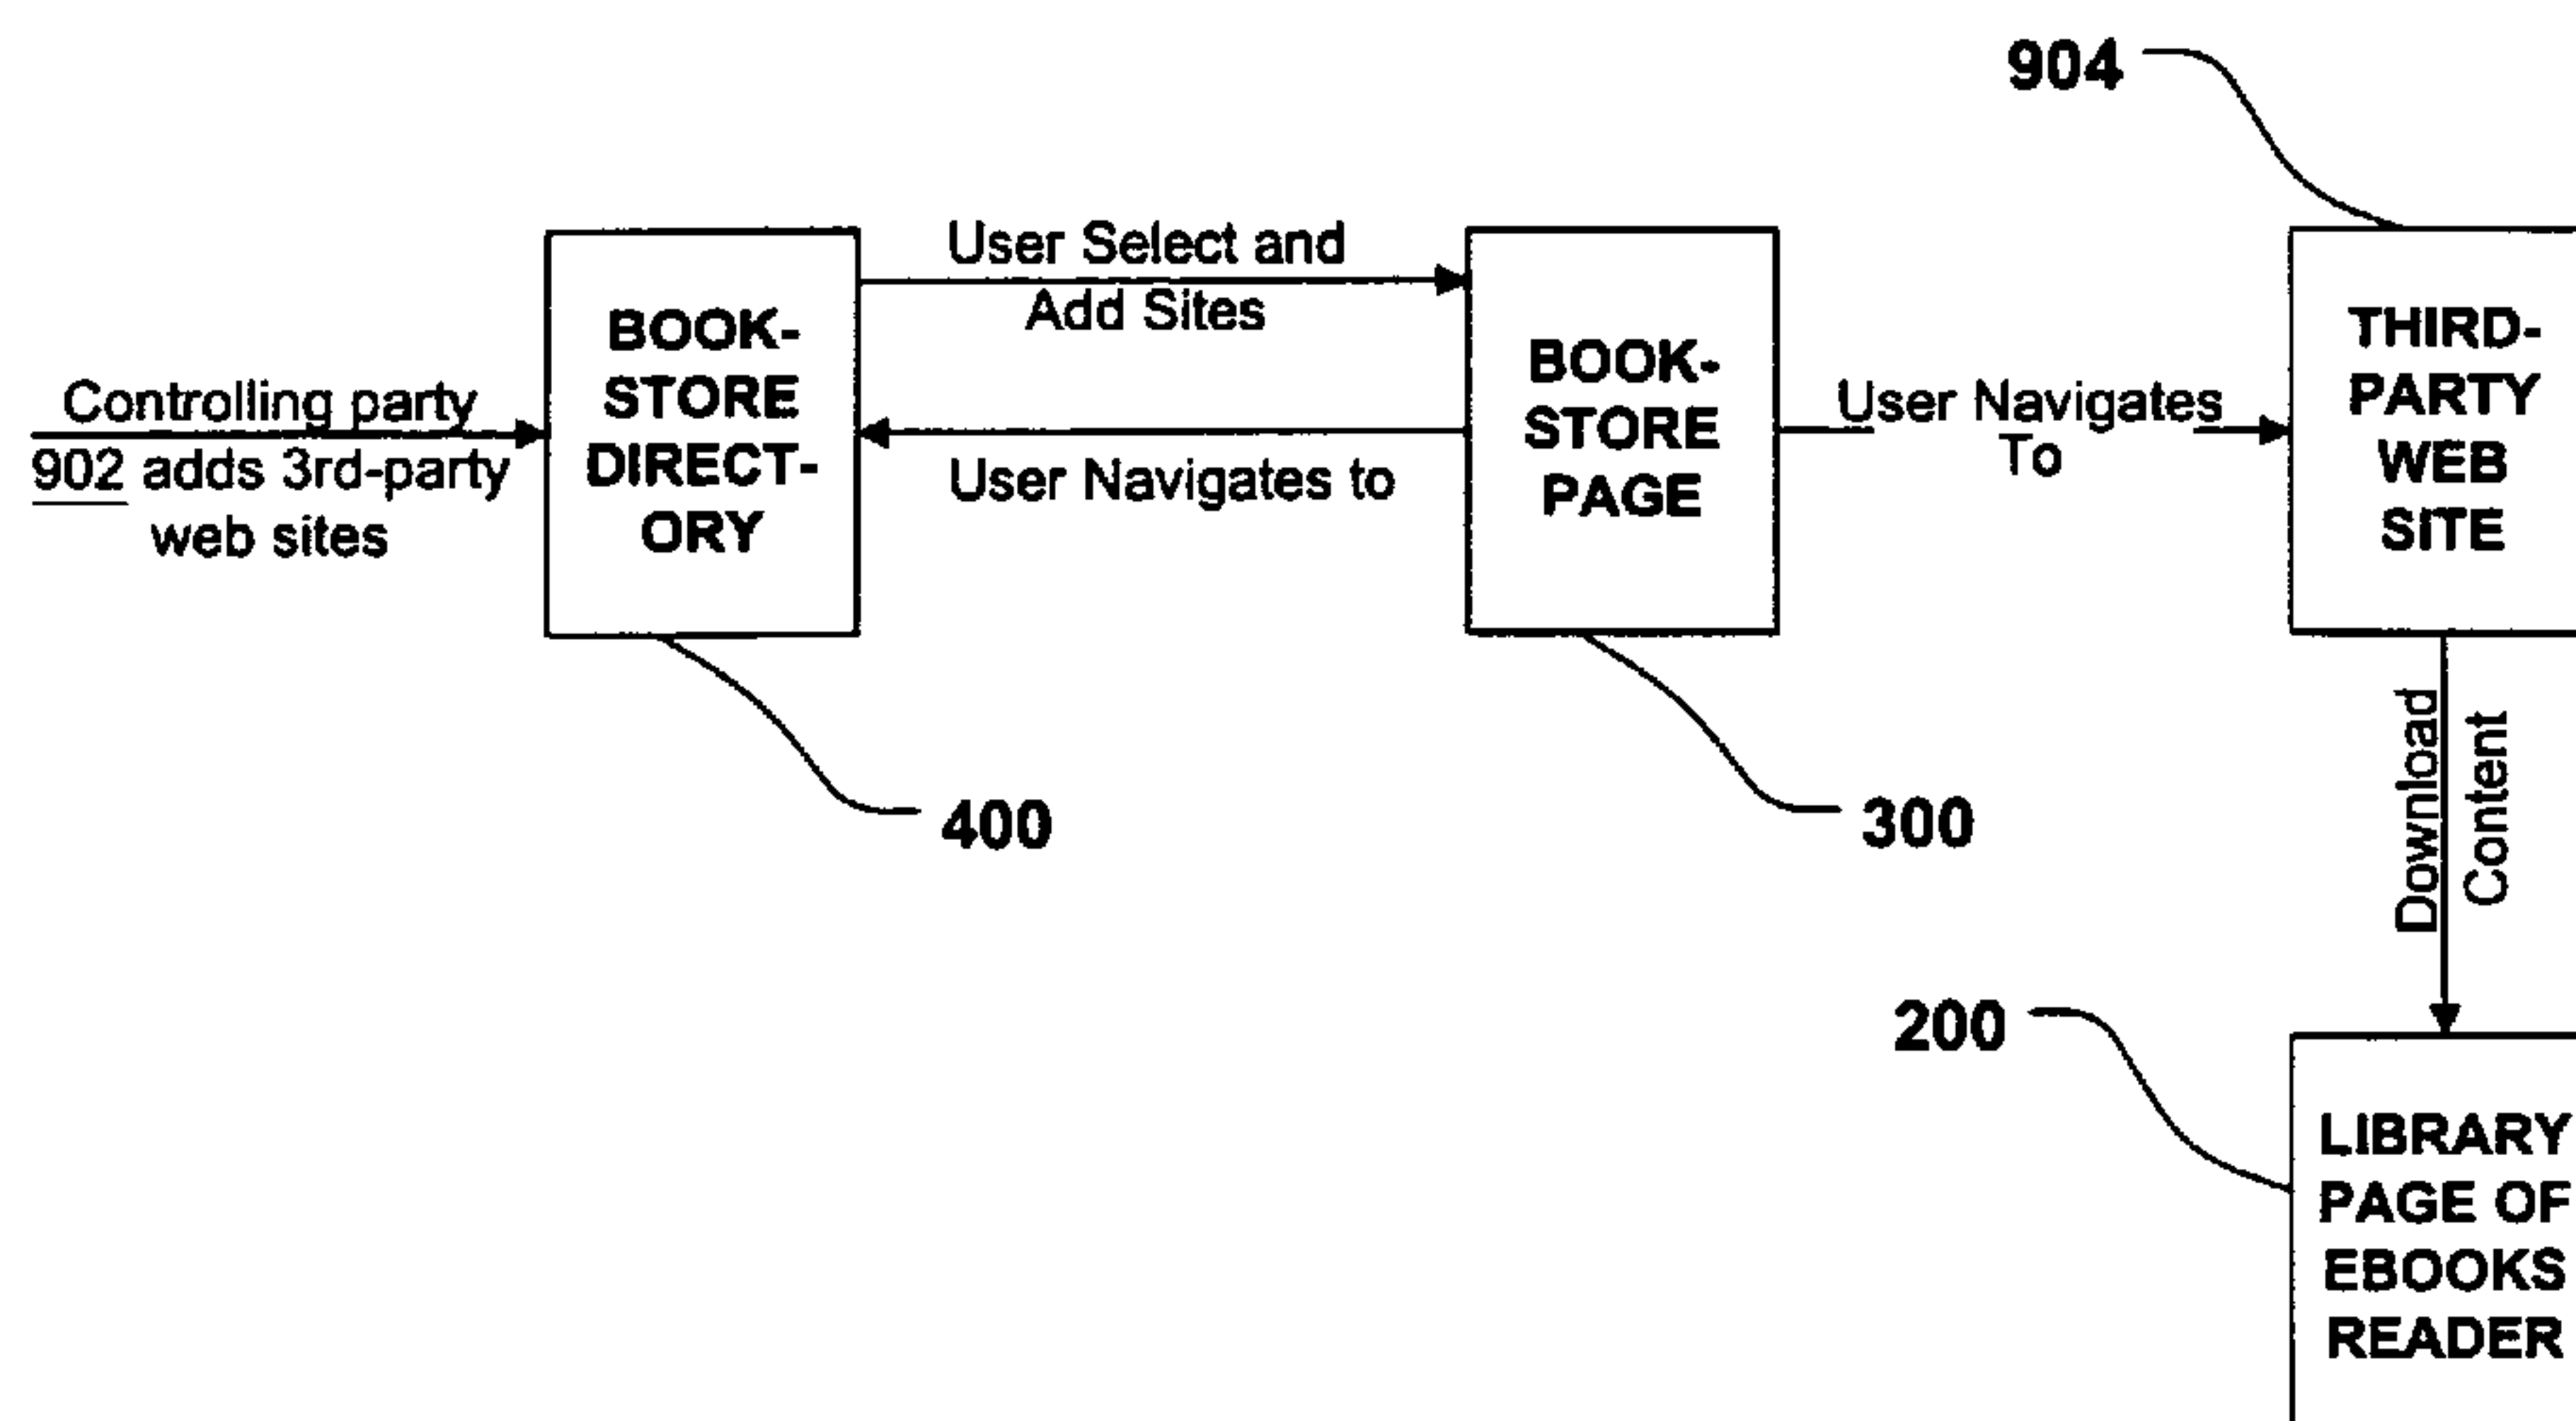 904
User Select and
Add Sites
BOOK-
STORE
DIRECT-
ORY
Controlling party
902 adds 3rd-party
web sites
User Navigates to
BOOK-
STORE
PAGE
User Navigates
To
THIRD-
PARTY
WEB
SITE
400
300
Download
Content
200
LIBRARY
PAGE OF
EBOOKS
READER